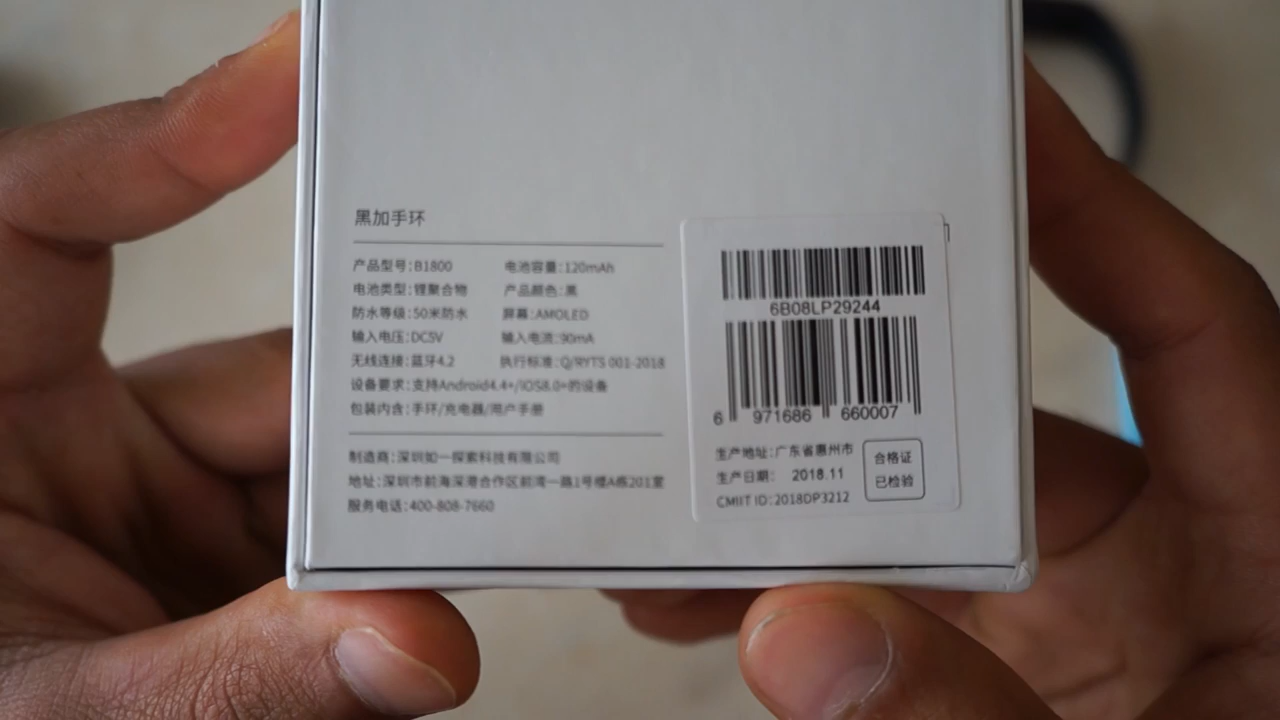 黑加手环
产品型号:B1800 电池容量:120mAh
电池类型:锂聚合物 产品颜色:黑
防水等级:50米防水 屏幕:AMOLED
输入电压:DC5V 输入电流:90mA
无线连接:蓝牙4.2 执行标准:Q/RYTS 001-2018
设备要求:支持Android4.4+/iOS8.0+的设备
包装内含:手环/充电器/用户手册
制造商:深圳如一探索科技有限公司
地址:深圳市前海深港合作区前湾一路1号楼A栋201室
服务电话:400-808-7660
6B08LP29244
6 971686 660007
生产地址:广东省惠州市
生产日期: 2018.11
CMIIT ID:2018DP3212
合格证
已检验